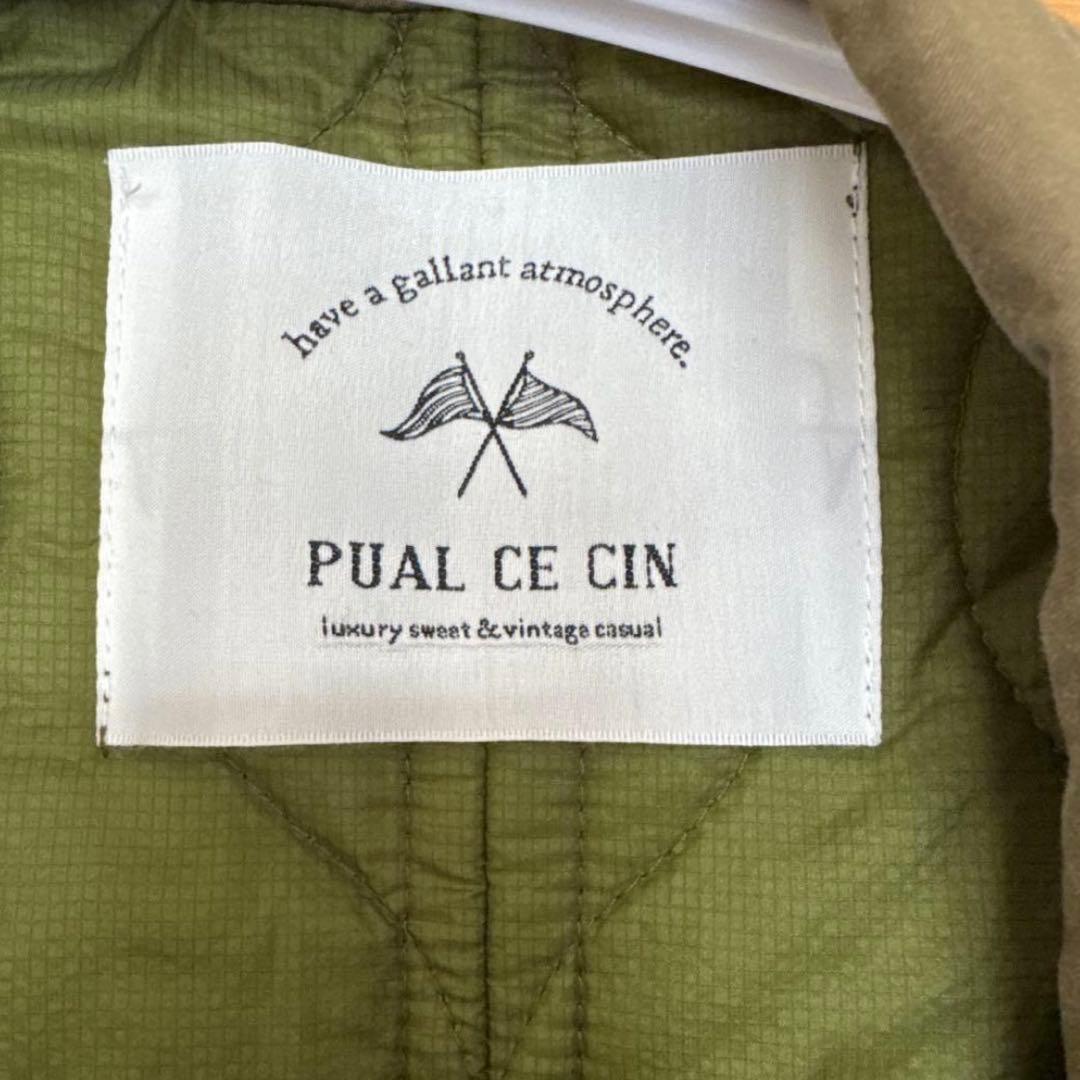 have a gallant atmosphere.
PUAL CE CIN
luxury sweet & vintage casual